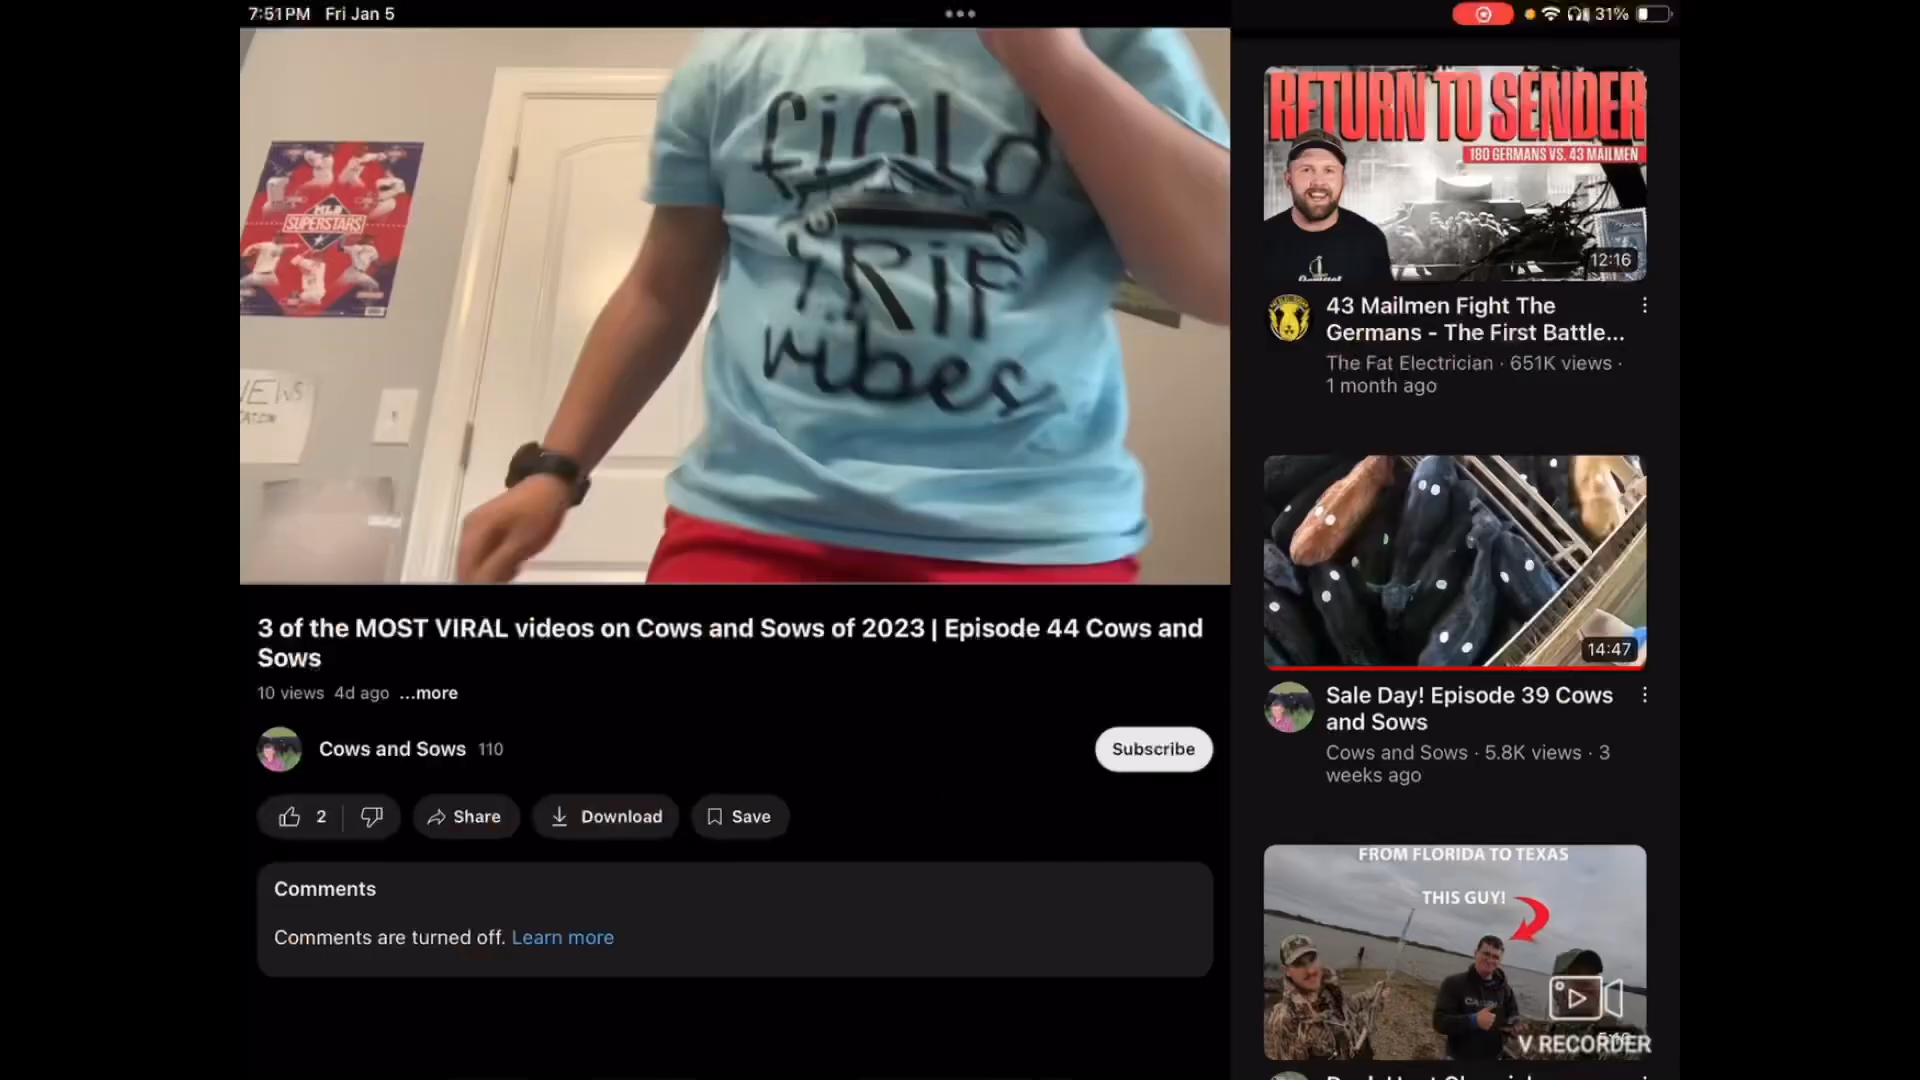 7:51 PM Fri Jan 5
31%
MLB
SUPERSTARS
NEWS
field
TRIP
vibes
3 of the MOST VIRAL videos on Cows and Sows of 2023 | Episode 44 Cows and
Sows
10 views 4d ago ...more
Cows and Sows 110
Subscribe
2
Share
Download
Save
Comments
Comments are turned off. Learn more
RETURN TO SENDER
180 GERMANS VS. 43 MAILMEN
12:16
43 Mailmen Fight The
Germans - The First Battle...
The Fat Electrician · 651K views ·
1 month ago
14:47
Sale Day! Episode 39 Cows
and Sows
Cows and Sows · 5.8K views · 3
weeks ago
FROM FLORIDA TO TEXAS
THIS GUY!
V RECORDER